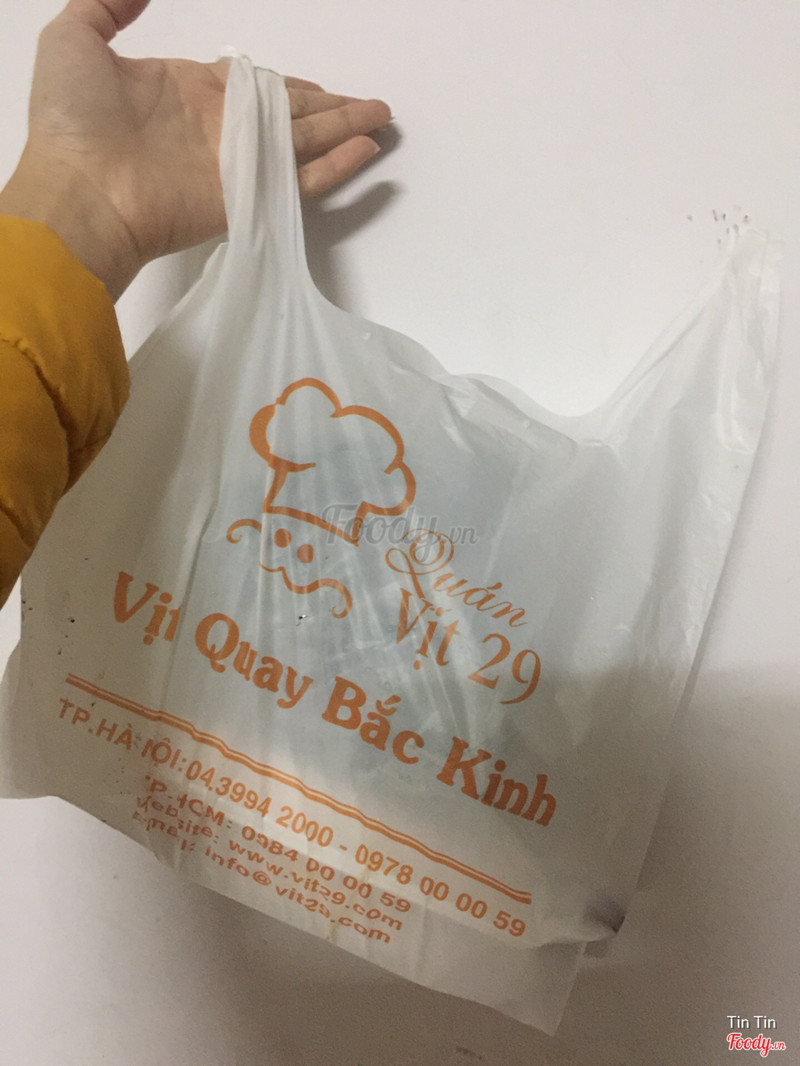 Foody.vn
Quán
Vịt 29
Vịt Quay Bắc Kinh
TP.HÀ NỘI:04.3994 2000 - 0978 00 00 59
TP.HCM: 0984 00 00 59
Website: www.vit29.com
Email: info@vit29.com
Tin Tin
Foody.vn